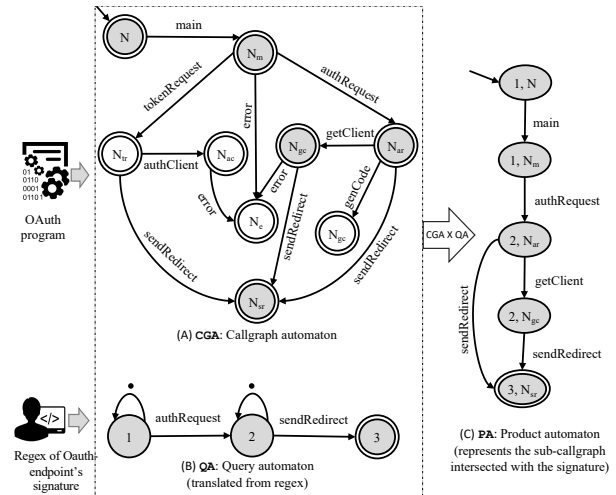 N
main
N_m
tokenRequest
error
authRequest
N_tr
authClient
N_ac
error
N_e
N_gc
error
getClient
N_ar
genCode
N_gc
sendRedirect
sendRedirect
sendRedirect
N_sr
(A) CGA: Callgraph automaton
01
0110
0001
01101
OAuth
program
CGA X QA
</>
Regex of Oauth-
endpoint's
signature
1
authRequest
2
sendRedirect
3
(B) QA: Query automaton
(translated from regex)
1, N
main
1, N_m
authRequest
2, N_ar
getClient
2, N_gc
sendRedirect
sendRedirect
3, N_sr
(C) PA: Product automaton
(represents the sub-callgraph
intersected with the signature)